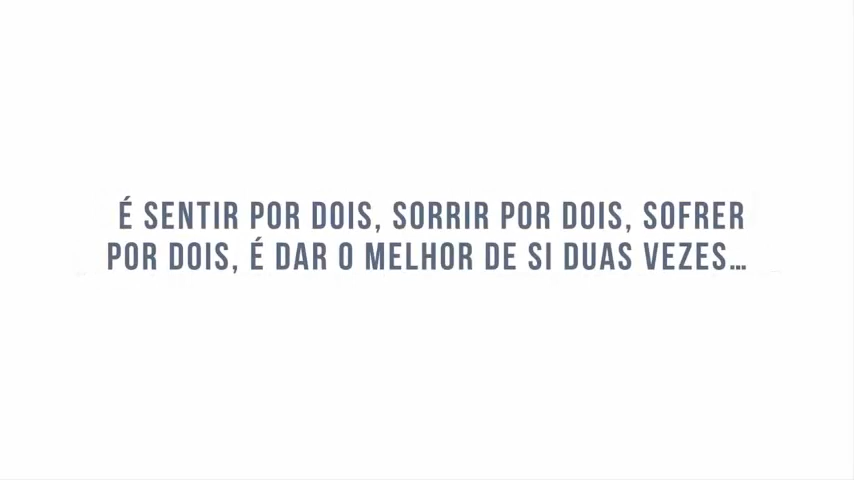 É SENTIR POR DOIS, SORRIR POR DOIS, SOFRER
POR DOIS, É DAR O MELHOR DE SI DUAS VEZES...